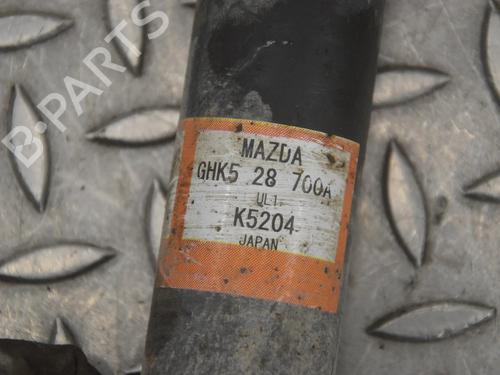 B-PARTS
MAZDA
GHK5 28 700A
UL1
K5204
JAPAN